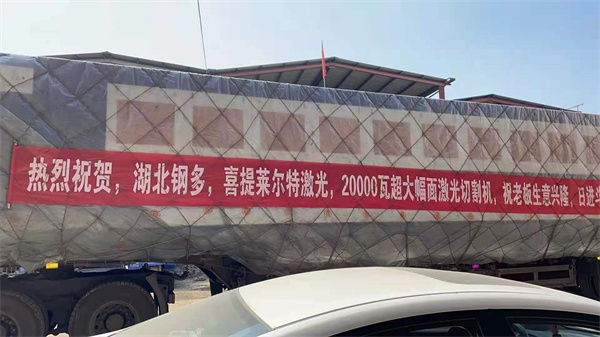 热烈祝贺，湖北钢多，喜提莱尔特激光，20000瓦超大幅面激光切割机，祝老板生意兴隆，日进斗